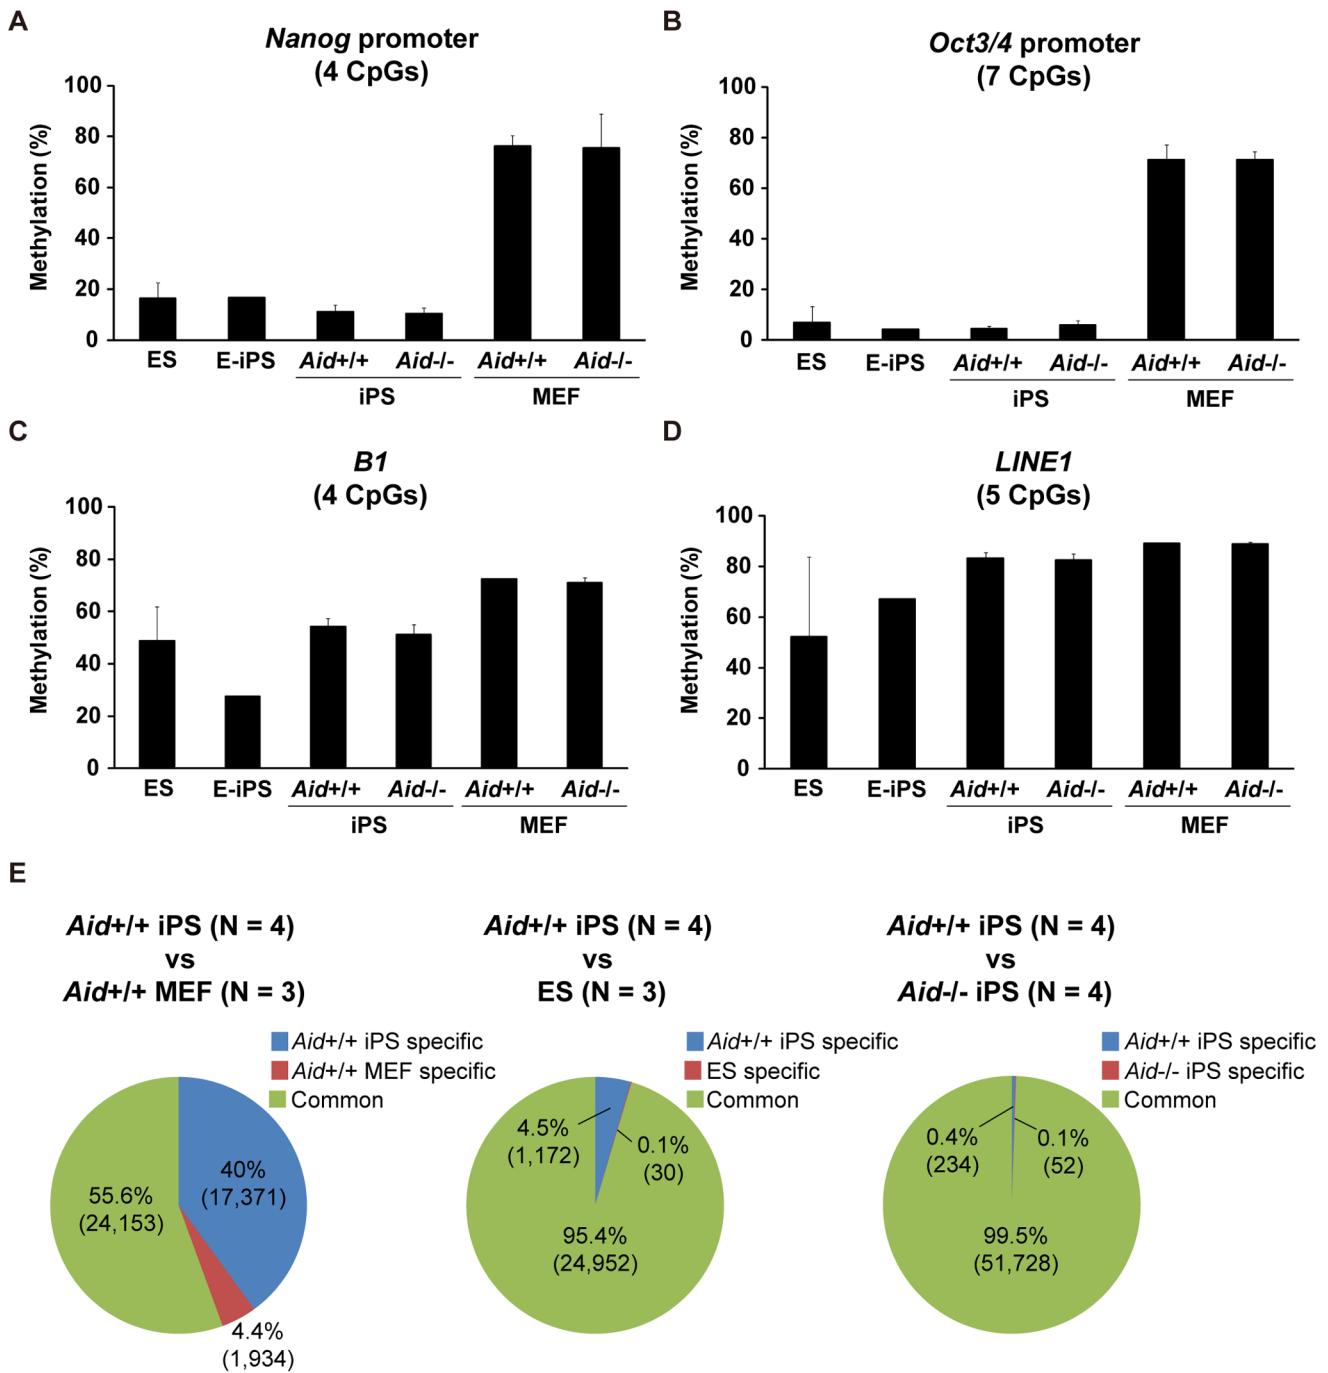 A
Nanog promoter
(4 CpGs)
Methylation (%)
100
80
60
40
20
0
ES
E-iPS
Aid+/+
Aid-/-
Aid+/+
Aid-/-
iPS
MEF
B
Oct3/4 promoter
(7 CpGs)
Methylation (%)
100
80
60
40
20
0
ES
E-iPS
Aid+/+
Aid-/-
Aid+/+
Aid-/-
iPS
MEF
C
B1
(4 CpGs)
Methylation (%)
100
80
60
40
20
0
ES
E-iPS
Aid+/+
Aid-/-
Aid+/+
Aid-/-
iPS
MEF
D
LINE1
(5 CpGs)
Methylation (%)
100
80
60
40
20
0
ES
E-iPS
Aid+/+
Aid-/-
Aid+/+
Aid-/-
iPS
MEF
E
Aid+/+ iPS (N = 4)
vs
Aid+/+ MEF (N = 3)
Aid+/+ iPS specific
Aid+/+ MEF specific
Common
40%
(17,371)
55.6%
(24,153)
4.4%
(1,934)
Aid+/+ iPS (N = 4)
vs
ES (N = 3)
Aid+/+ iPS specific
ES specific
Common
4.5%
(1,172)
0.1%
(30)
95.4%
(24,952)
Aid+/+ iPS (N = 4)
vs
Aid-/- iPS (N = 4)
Aid+/+ iPS specific
Aid-/- iPS specific
Common
0.4%
(234)
0.1%
(52)
99.5%
(51,728)